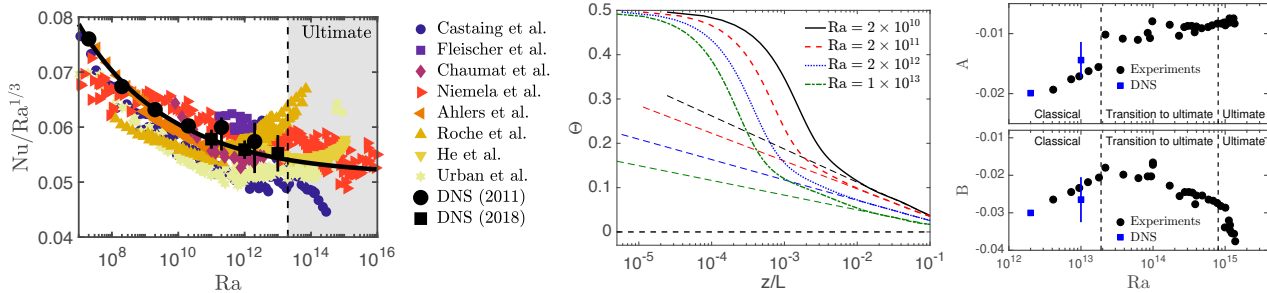 Nu/Ra^{1/3}
0.08
0.07
0.06
0.05
0.04
10^8
10^10
10^12
10^14
10^16
Ra
Ultimate
Castaing et al.
Fleischer et al.
Chaumat et al.
Niemela et al.
Ahlers et al.
Roche et al.
He et al.
Urban et al.
DNS (2011)
DNS (2018)
Θ
0.5
0.4
0.3
0.2
0.1
0
10^-5
10^-4
10^-3
10^-2
10^-1
z/L
Ra = 2 × 10^10
Ra = 2 × 10^11
Ra = 2 × 10^12
Ra = 1 × 10^13
A
-0.01
-0.02
Experiments
DNS
Classical
Transition to ultimate
Ultimate
B
-0.01
-0.02
-0.03
-0.04
Classical
Transition to ultimate
Ultimate
Experiments
DNS
10^12
10^13
10^14
10^15
Ra